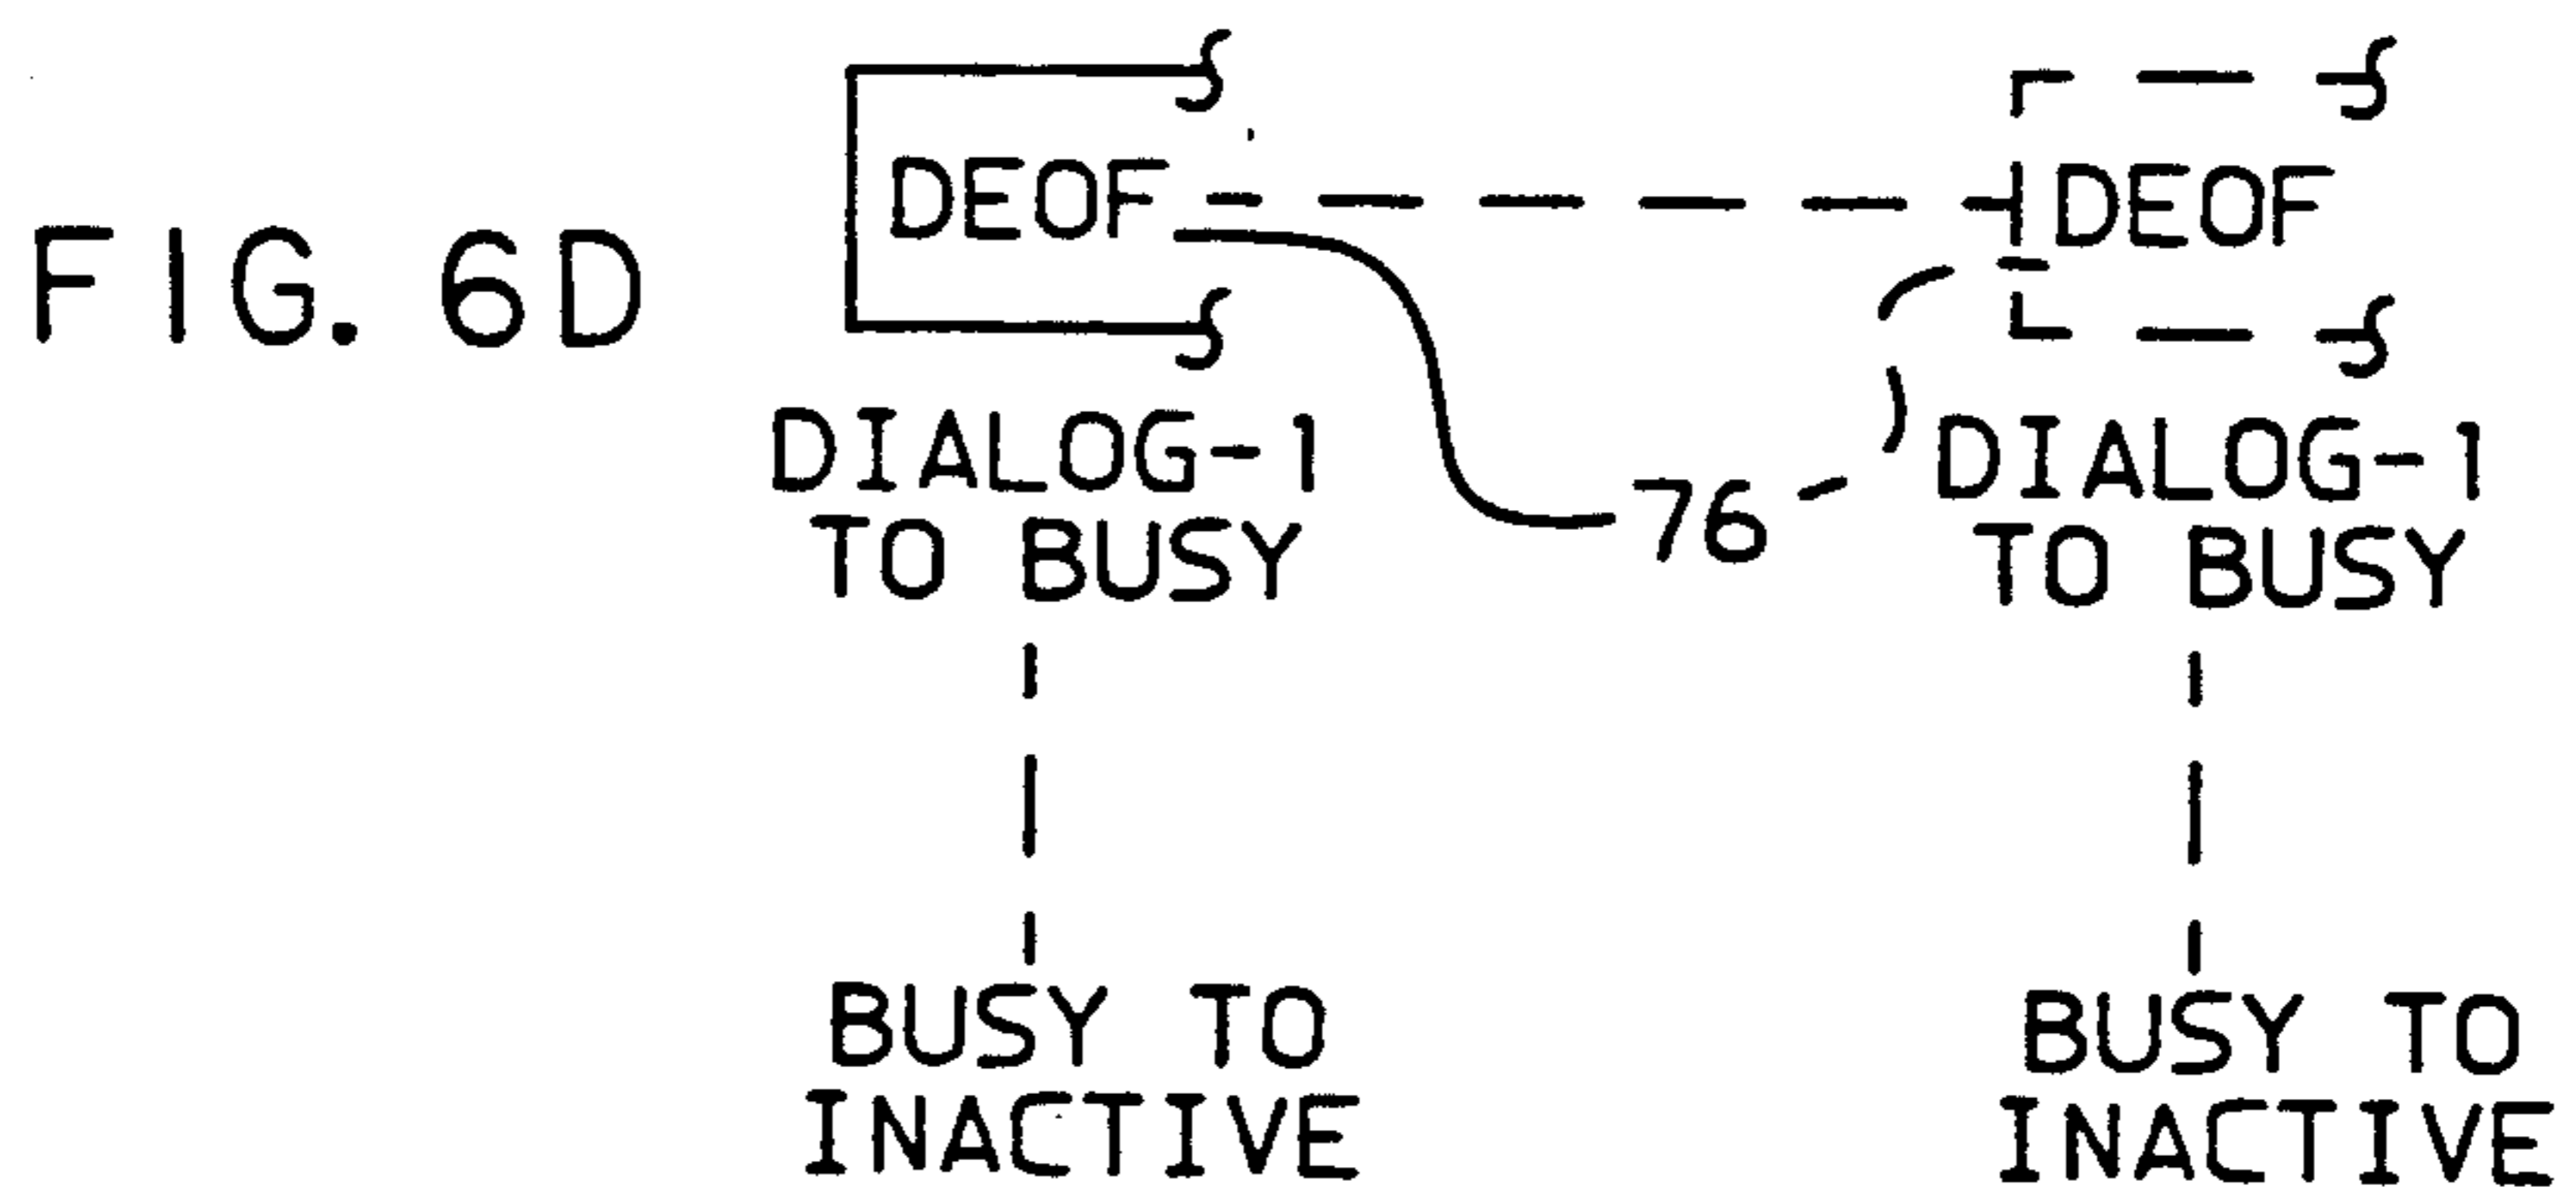 FIG. 6D
DEOF
DEOF
DIALOG-1
TO BUSY
76
DIALOG-1
TO BUSY
BUSY TO
INACTIVE
BUSY TO
INACTIVE